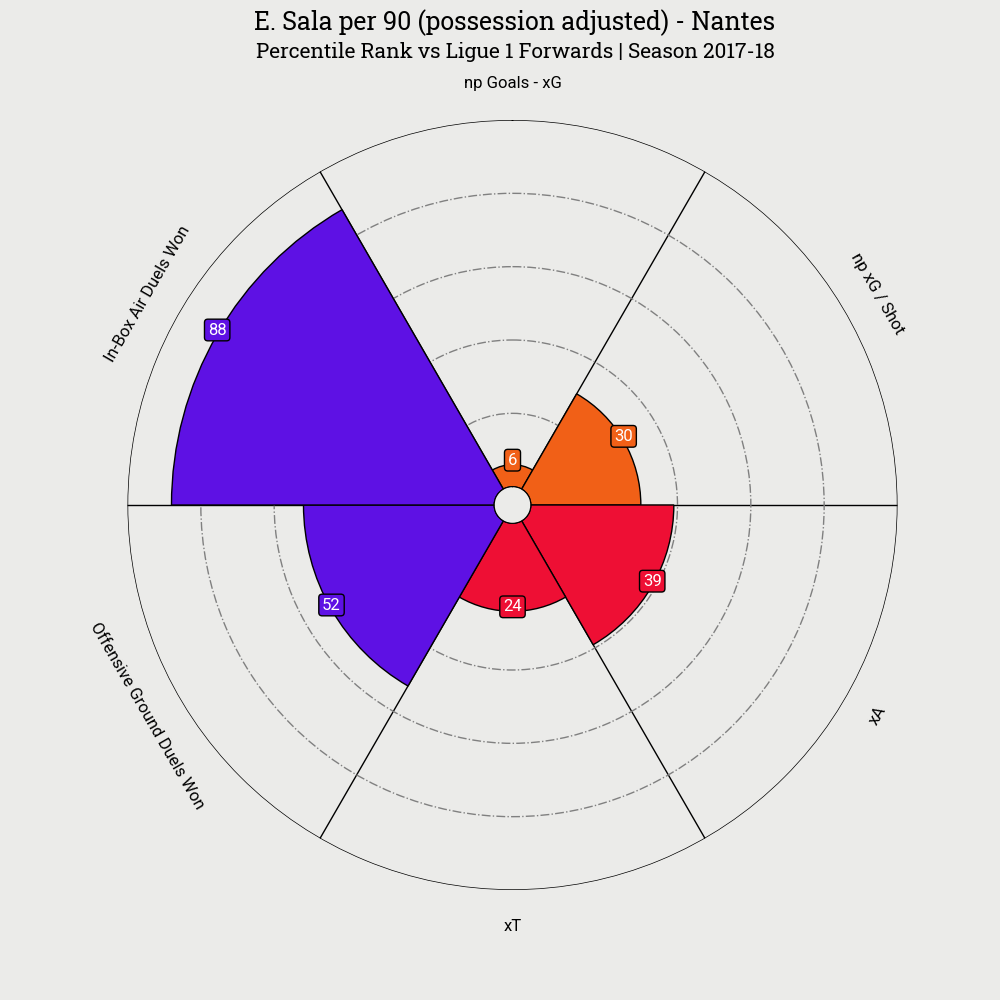 E. Sala per 90 (possession adjusted) - Nantes
Percentile Rank vs Ligue 1 Forwards | Season 2017-18
np Goals - xG
In-Box Air Duels Won
np xG / Shot
88
6
30
39
52
24
Offensive Ground Duels Won
xA
xT